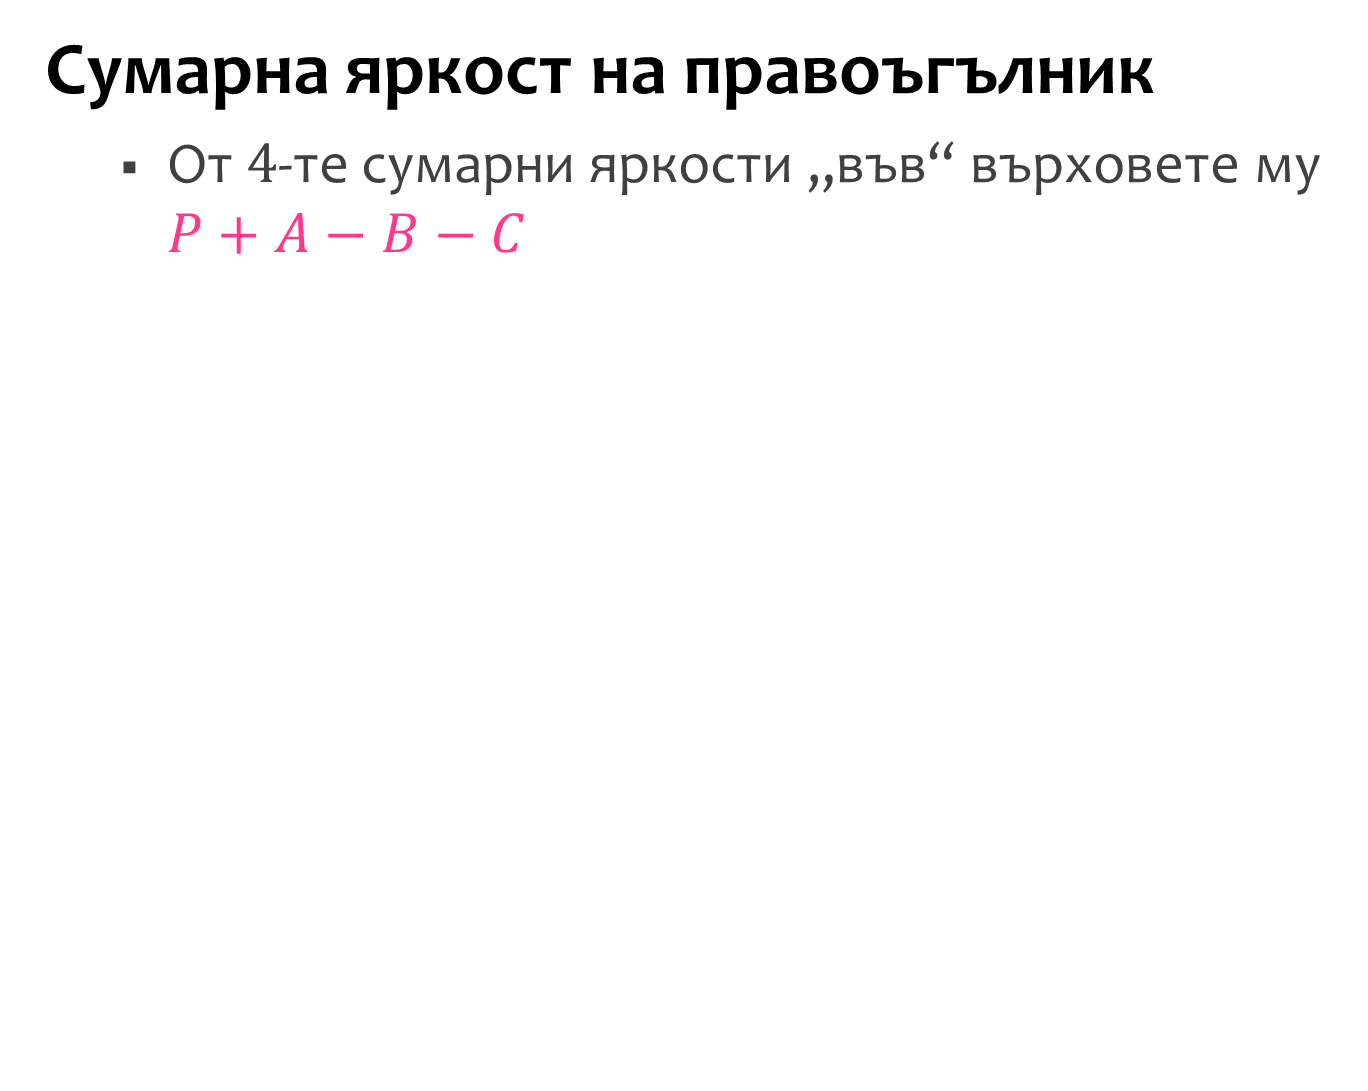 Сумарна яркост на правоъгълник
▪ От 4-те сумарни яркости „във“ върховете му
P + A − B − C